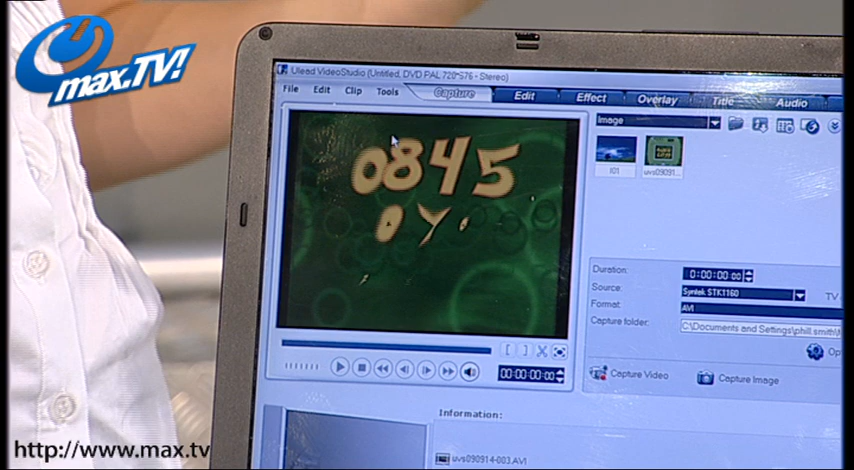 max.TV!
Ulead VideoStudio (Untitled, DVD PAL 720*576 - Stereo)
File Edit Clip Tools Capture Edit Effect Overlay Title Audio
Image
0845
I01 uvs09091...
Duration: 0:00:00:00
Source: Syntek STK1160 TV
Format: AVI
Capture folder: C:\Documents and Settings\phill.smith\
Capture Video Capture Image
00:00:00:00
Information:
uvs090914-003.AVI
http://www.max.tv